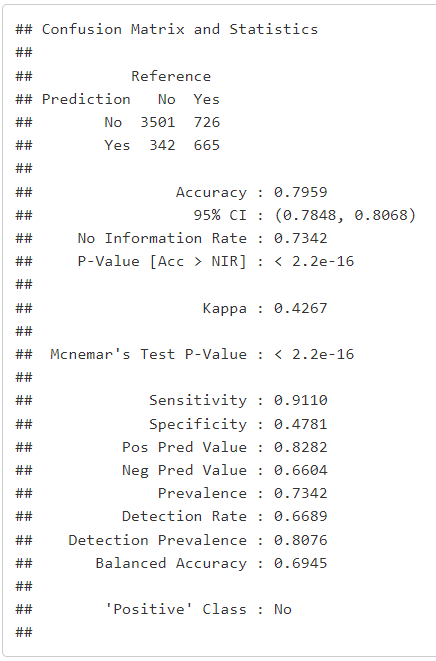 ## Confusion Matrix and Statistics
##
##           Reference
## Prediction   No  Yes
##        No  3501  726
##        Yes  342  665
##
##                Accuracy : 0.7959
##                  95% CI : (0.7848, 0.8068)
##     No Information Rate : 0.7342
##     P-Value [Acc > NIR] : < 2.2e-16
##
##                   Kappa : 0.4267
##
##  Mcnemar's Test P-Value : < 2.2e-16
##
##             Sensitivity : 0.9110
##             Specificity : 0.4781
##          Pos Pred Value : 0.8282
##          Neg Pred Value : 0.6604
##              Prevalence : 0.7342
##          Detection Rate : 0.6689
##    Detection Prevalence : 0.8076
##       Balanced Accuracy : 0.6945
##
##        'Positive' Class : No
##